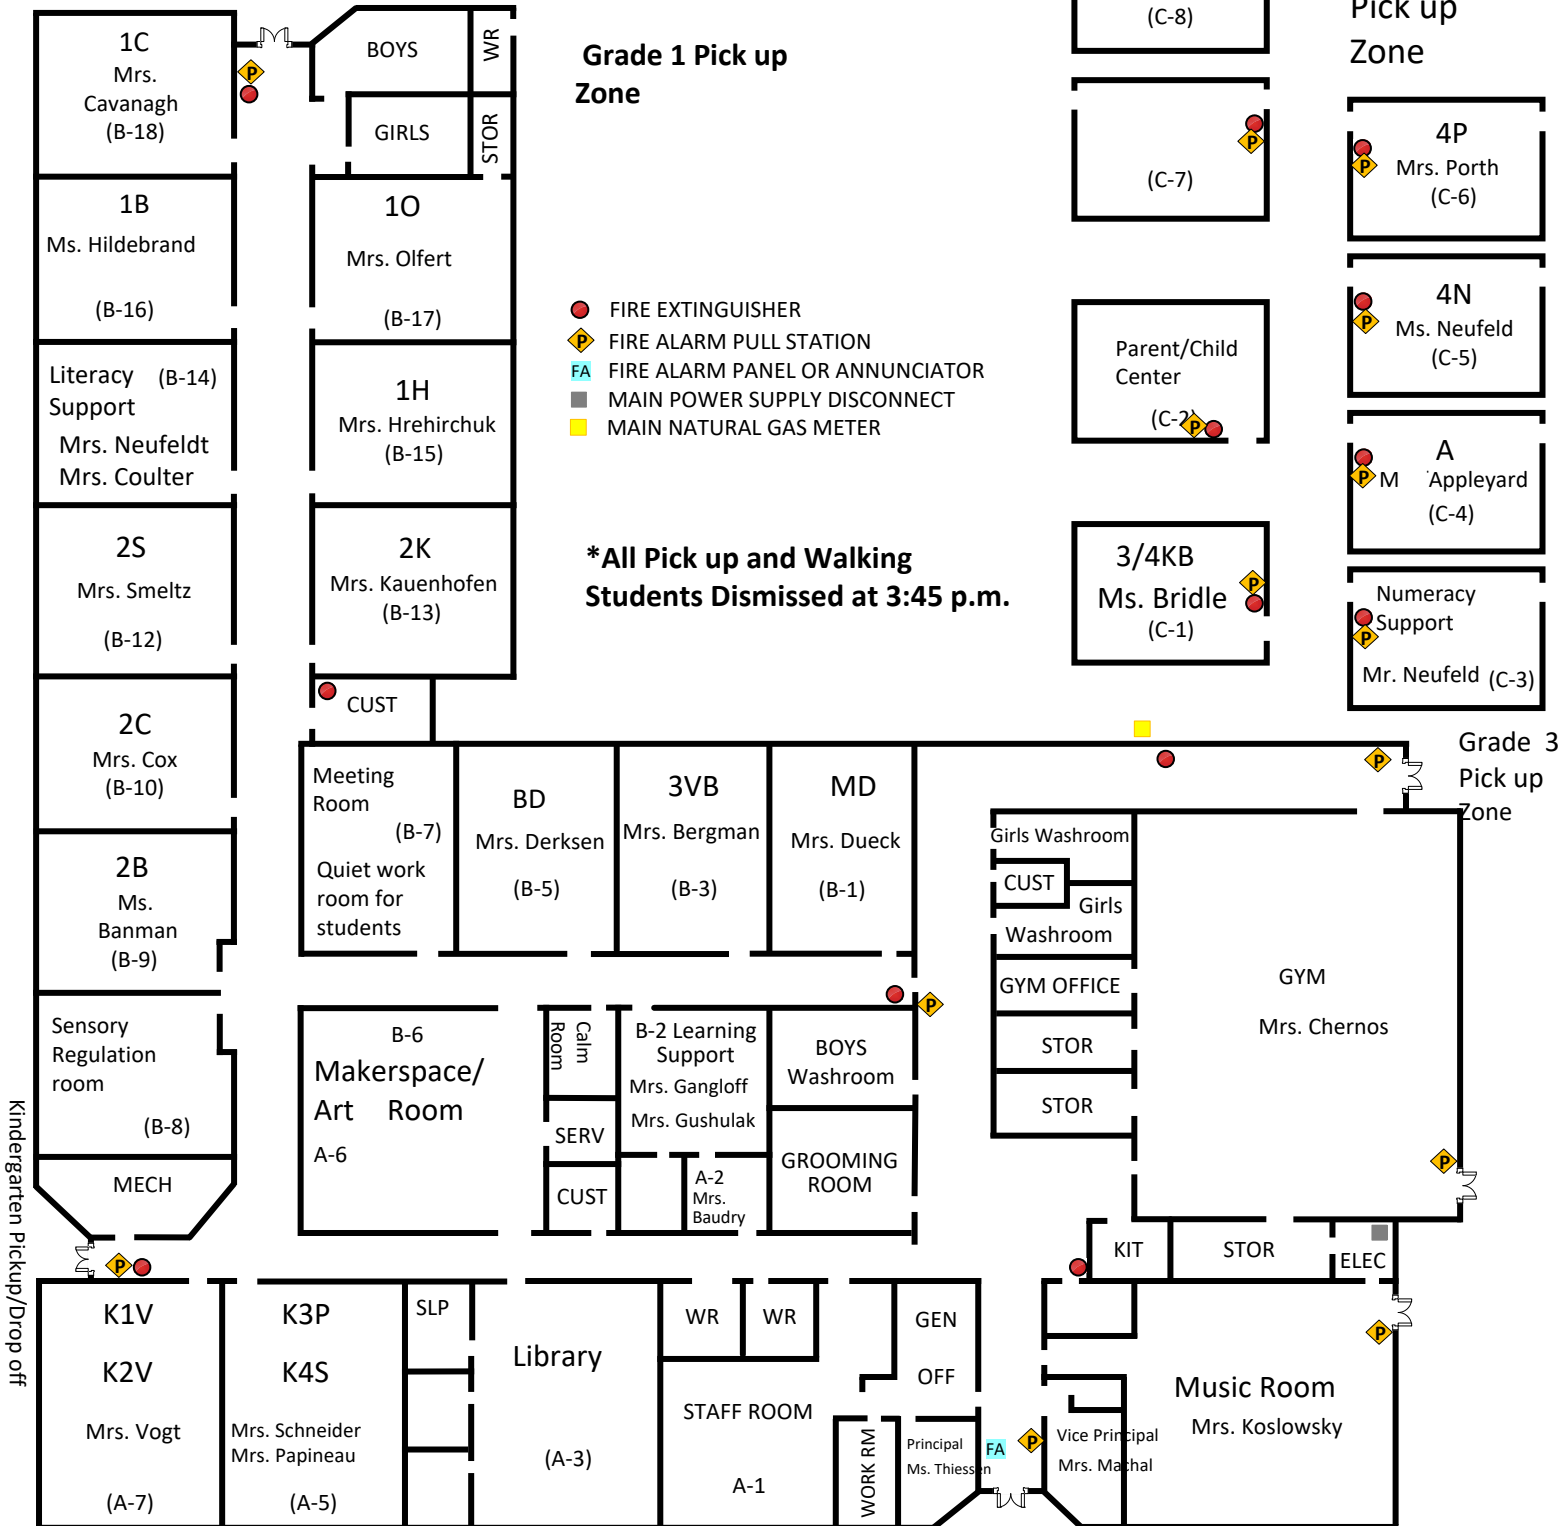 1C
Mrs.
Cavanagh
(B-18)
P
BOYS
WR
GIRLS
STOR
Grade 1 Pick up
Zone
(C-8)
Pick up
Zone
1B
Ms. Hildebrand
(B-16)
1O
Mrs. Olfert
(B-17)
P
(C-7)
4P
P
Mrs. Porth
(C-6)
FIRE EXTINGUISHER
P FIRE ALARM PULL STATION
FA FIRE ALARM PANEL OR ANNUNCIATOR
MAIN POWER SUPPLY DISCONNECT
MAIN NATURAL GAS METER
4N
P
Ms. Neufeld
(C-5)
Literacy (B-14)
Support
Mrs. Neufeldt
Mrs. Coulter
1H
Mrs. Hrehirchuk
(B-15)
Parent/Child
Center
(C-2)
P
A
P
M Appleyard
(C-4)
2S
Mrs. Smeltz
(B-12)
2K
Mrs. Kauenhofen
(B-13)
*All Pick up and Walking
Students Dismissed at 3:45 p.m.
3/4KB
P
Ms. Bridle
(C-1)
Numeracy
Support
P
Mr. Neufeld (C-3)
CUST
2C
Mrs. Cox
(B-10)
Grade 3
Pick up
Zone
P
Meeting
Room
(B-7)
Quiet work
room for
students
BD
Mrs. Derksen
(B-5)
3VB
Mrs. Bergman
(B-3)
MD
Mrs. Dueck
(B-1)
2B
Ms.
Banman
(B-9)
Girls Washroom
CUST
Girls
Washroom
GYM OFFICE
STOR
STOR
GYM
Mrs. Chernos
P
P
Sensory
Regulation
room
(B-8)
B-6
Makerspace/
Art Room
A-6
Calm
Room
SERV
CUST
B-2 Learning
Support
Mrs. Gangloff
Mrs. Gushulak
A-2
Mrs.
Baudry
BOYS
Washroom
GROOMING
ROOM
MECH
Kindergarten Pickup/Drop off
P
KIT
STOR
ELEC
K1V
K2V
Mrs. Vogt
(A-7)
K3P
K4S
Mrs. Schneider
Mrs. Papineau
(A-5)
SLP
Library
(A-3)
WR
WR
STAFF ROOM
A-1
WORK RM
GEN
OFF
Principal
Ms. Thiessen
FA
P
Vice Principal
Mrs. Machal
Music Room
Mrs. Koslowsky
P